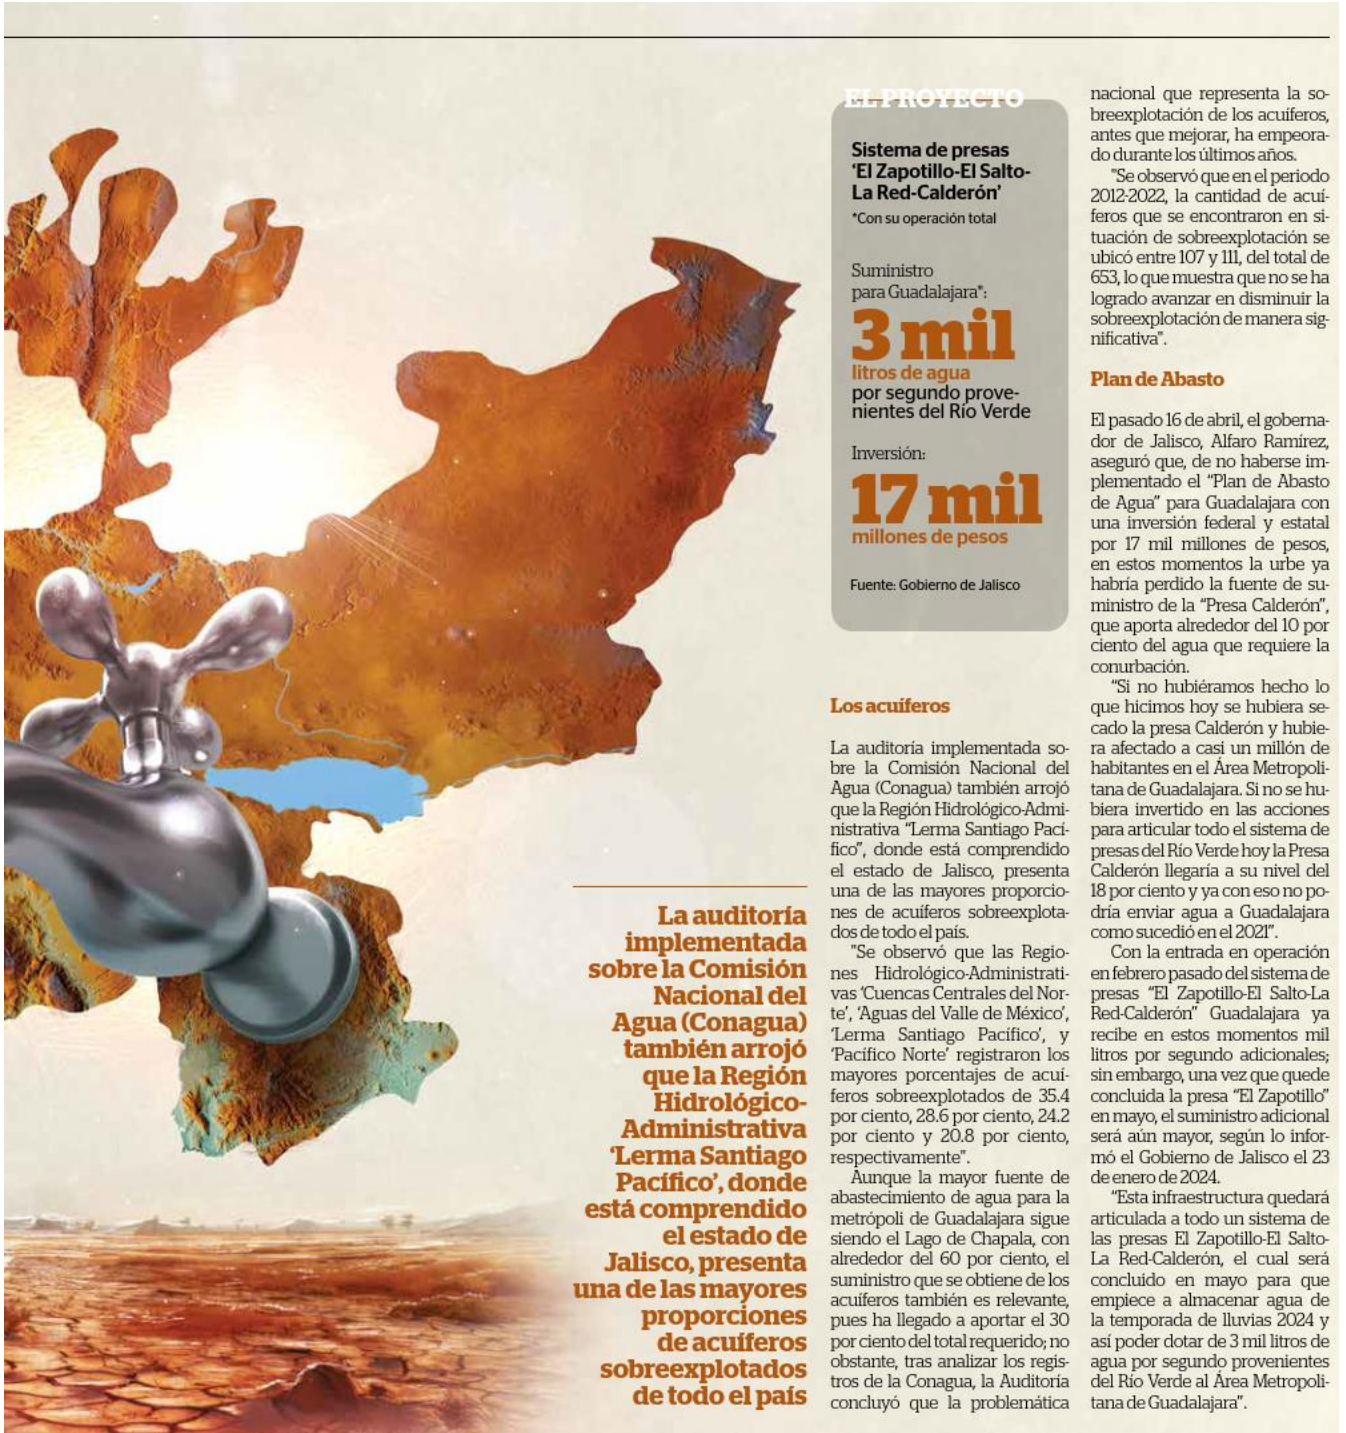 EL PROYECTO
Sistema de presas
‘El Zapotillo-El Salto-
La Red-Calderón’
*Con su operación total
Suministro
para Guadalajara*:
3 mil
litros de agua
por segundo prove-
nientes del Río Verde
Inversión:
17 mil
millones de pesos
Fuente: Gobierno de Jalisco
La auditoría
implementada
sobre la Comisión
Nacional del
Agua (Conagua)
también arrojó
que la Región
Hidrológico-
Administrativa
‘Lerma Santiago
Pacífico’, donde
está comprendido
el estado de
Jalisco, presenta
una de las mayores
proporciones
de acuíferos
sobreexplotados
de todo el país
Los acuíferos
La auditoría implementada so-
bre la Comisión Nacional del
Agua (Conagua) también arrojó
que la Región Hidrológico-Admi-
nistrativa “Lerma Santiago Pací-
fico”, donde está comprendido
el estado de Jalisco, presenta
una de las mayores proporcio-
nes de acuíferos sobreexplota-
dos de todo el país.
"Se observó que las Regio-
nes Hidrológico-Administrati-
vas ‘Cuencas Centrales del Nor-
te’, ‘Aguas del Valle de México’,
‘Lerma Santiago Pacífico’, y
‘Pacífico Norte’ registraron los
mayores porcentajes de acuí-
feros sobreexplotados de 35.4
por ciento, 28.6 por ciento, 24.2
por ciento y 20.8 por ciento,
respectivamente”.
Aunque la mayor fuente de
abastecimiento de agua para la
metrópoli de Guadalajara sigue
siendo el Lago de Chapala, con
alrededor del 60 por ciento, el
suministro que se obtiene de los
acuíferos también es relevante,
pues ha llegado a aportar el 30
por ciento del total requerido; no
obstante, tras analizar los regis-
tros de la Conagua, la Auditoría
concluyó que la problemática
nacional que representa la so-
breexplotación de los acuíferos,
antes que mejorar, ha empeora-
do durante los últimos años.
"Se observó que en el periodo
2012-2022, la cantidad de acuí-
feros que se encontraron en si-
tuación de sobreexplotación se
ubicó entre 107 y 111, del total de
653, lo que muestra que no se ha
logrado avanzar en disminuir la
sobreexplotación de manera sig-
nificativa”.
Plan de Abasto
El pasado 16 de abril, el goberna-
dor de Jalisco, Alfaro Ramírez,
aseguró que, de no haberse im-
plementado el “Plan de Abasto
de Agua” para Guadalajara con
una inversión federal y estatal
por 17 mil millones de pesos,
en estos momentos la urbe ya
habría perdido la fuente de su-
ministro de la “Presa Calderón”,
que aporta alrededor del 10 por
ciento del agua que requiere la
conurbación.
“Si no hubiéramos hecho lo
que hicimos hoy se hubiera se-
cado la presa Calderón y hubie-
ra afectado a casi un millón de
habitantes en el Área Metropoli-
tana de Guadalajara. Si no se hu-
biera invertido en las acciones
para articular todo el sistema de
presas del Río Verde hoy la Presa
Calderón llegaría a su nivel del
18 por ciento y ya con eso no po-
dría enviar agua a Guadalajara
como sucedió en el 2021”.
Con la entrada en operación
en febrero pasado del sistema de
presas “El Zapotillo-El Salto-La
Red-Calderón” Guadalajara ya
recibe en estos momentos mil
litros por segundo adicionales;
sin embargo, una vez que quede
concluida la presa “El Zapotillo”
en mayo, el suministro adicional
será aún mayor, según lo infor-
mó el Gobierno de Jalisco el 23
de enero de 2024.
“Esta infraestructura quedará
articulada a todo un sistema de
las presas El Zapotillo-El Salto-
La Red-Calderón, el cual será
concluido en mayo para que
empiece a almacenar agua de
la temporada de lluvias 2024 y
así poder dotar de 3 mil litros de
agua por segundo provenientes
del Río Verde al Área Metropoli-
tana de Guadalajara”.